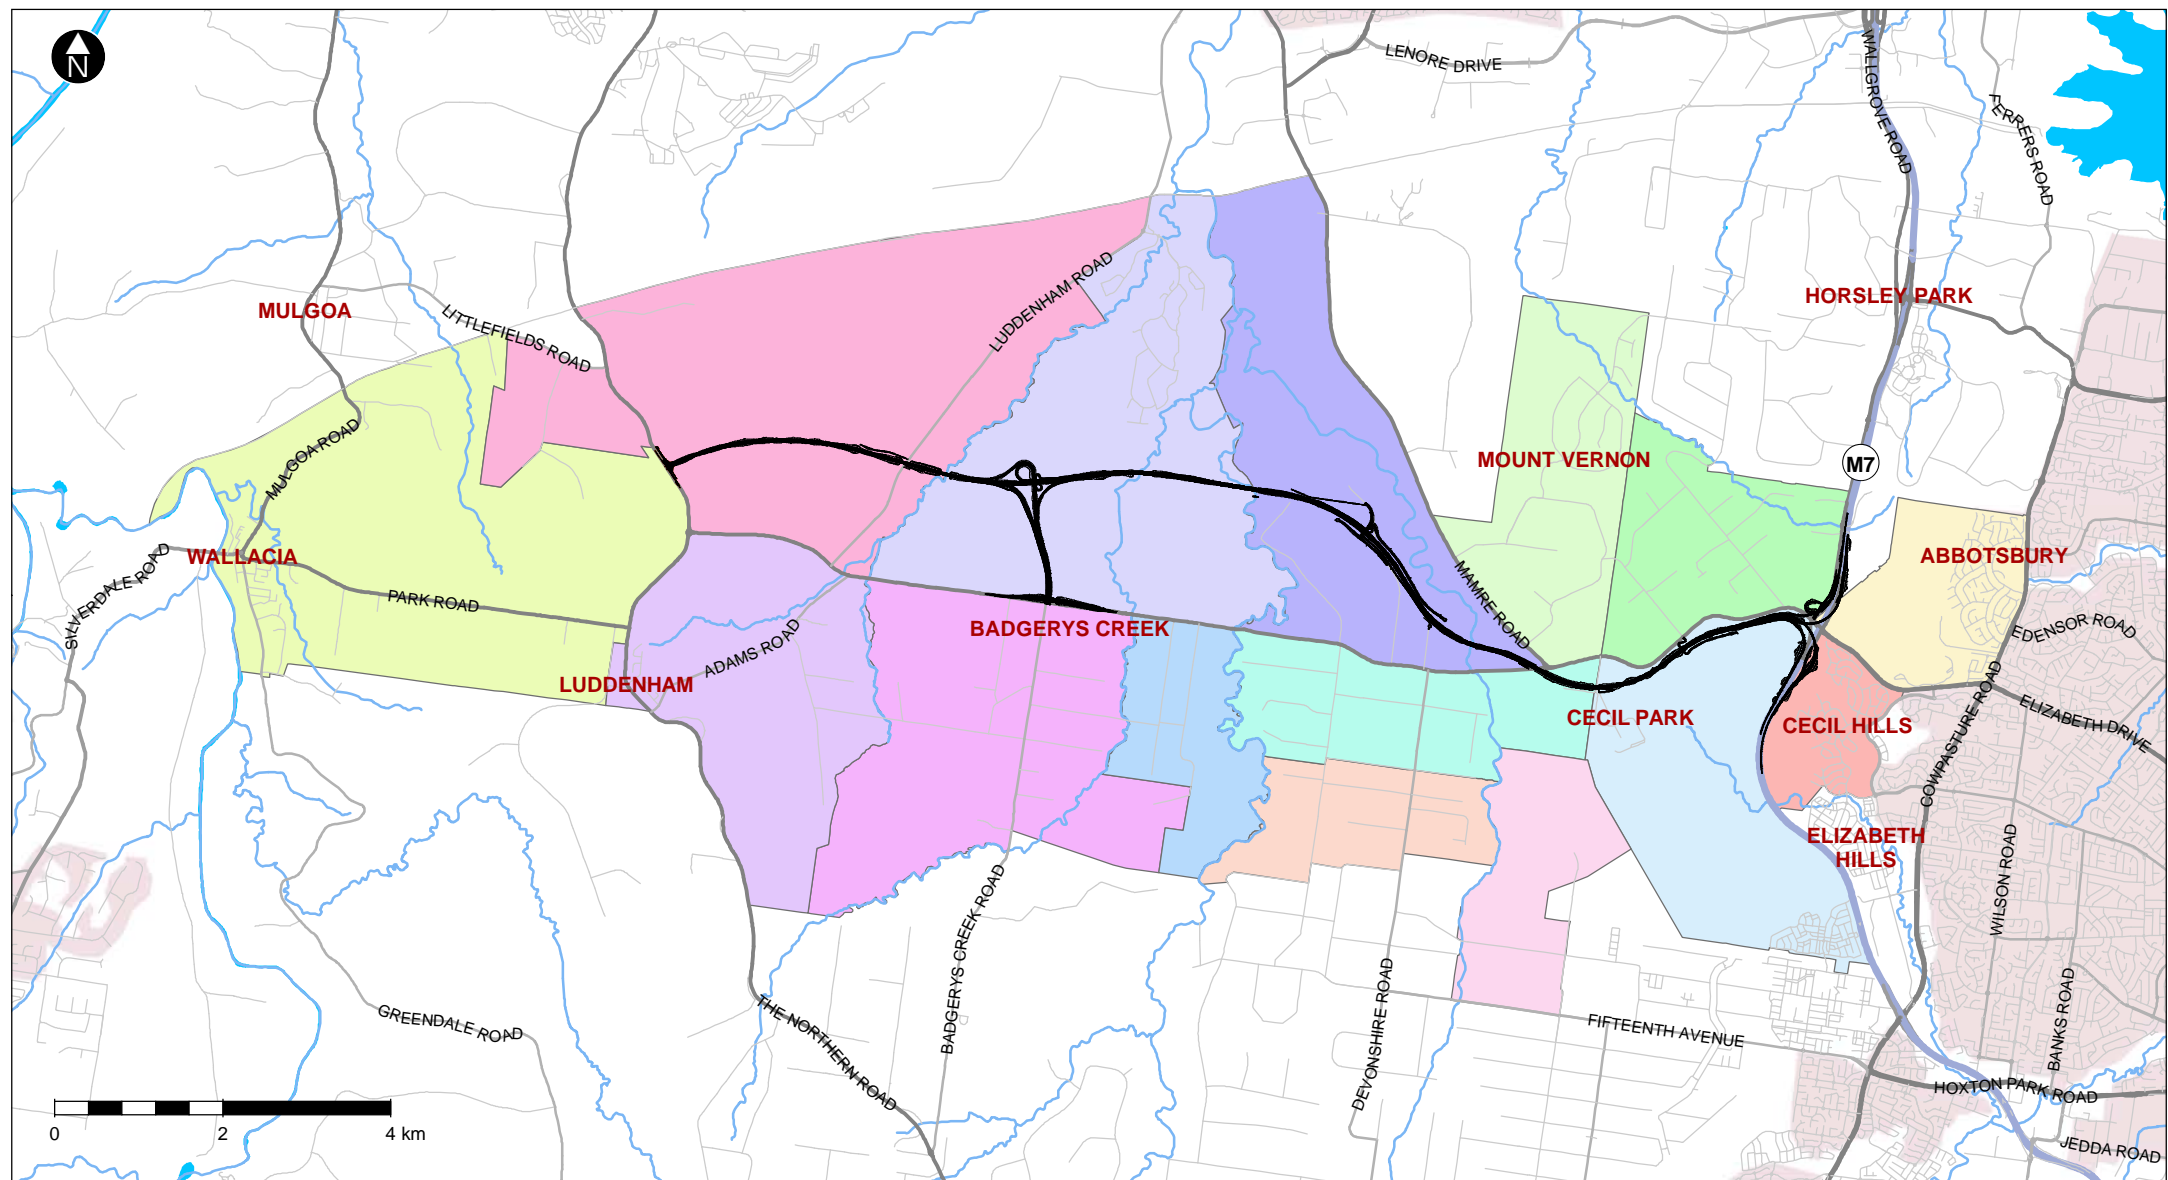 N
LENORE DRIVE
WALLGROVE ROAD
FERRERS ROAD
MULGOA
LITTLEFIELDS ROAD
LUDDENHAM ROAD
HORSLEY PARK
MULGOA ROAD
MOUNT VERNON
M7
WALLACIA
SILVERDALE ROAD
PARK ROAD
BADGERYS CREEK
MAMRE ROAD
ABBOTSBURY
EDENSOR ROAD
ADAMS ROAD
LUDDENHAM
CECIL PARK
CECIL HILLS
COWPASTURE ROAD
ELIZABETH DRIVE
ELIZABETH
HILLS
WILSON ROAD
BADGERYS CREEK ROAD
DEVONSHIRE ROAD
BANKS ROAD
GREENDALE ROAD
THE NORTHERN ROAD
FIFTEENTH AVENUE
HOXTON PARK ROAD
JEDDA ROAD
0 2 4 km